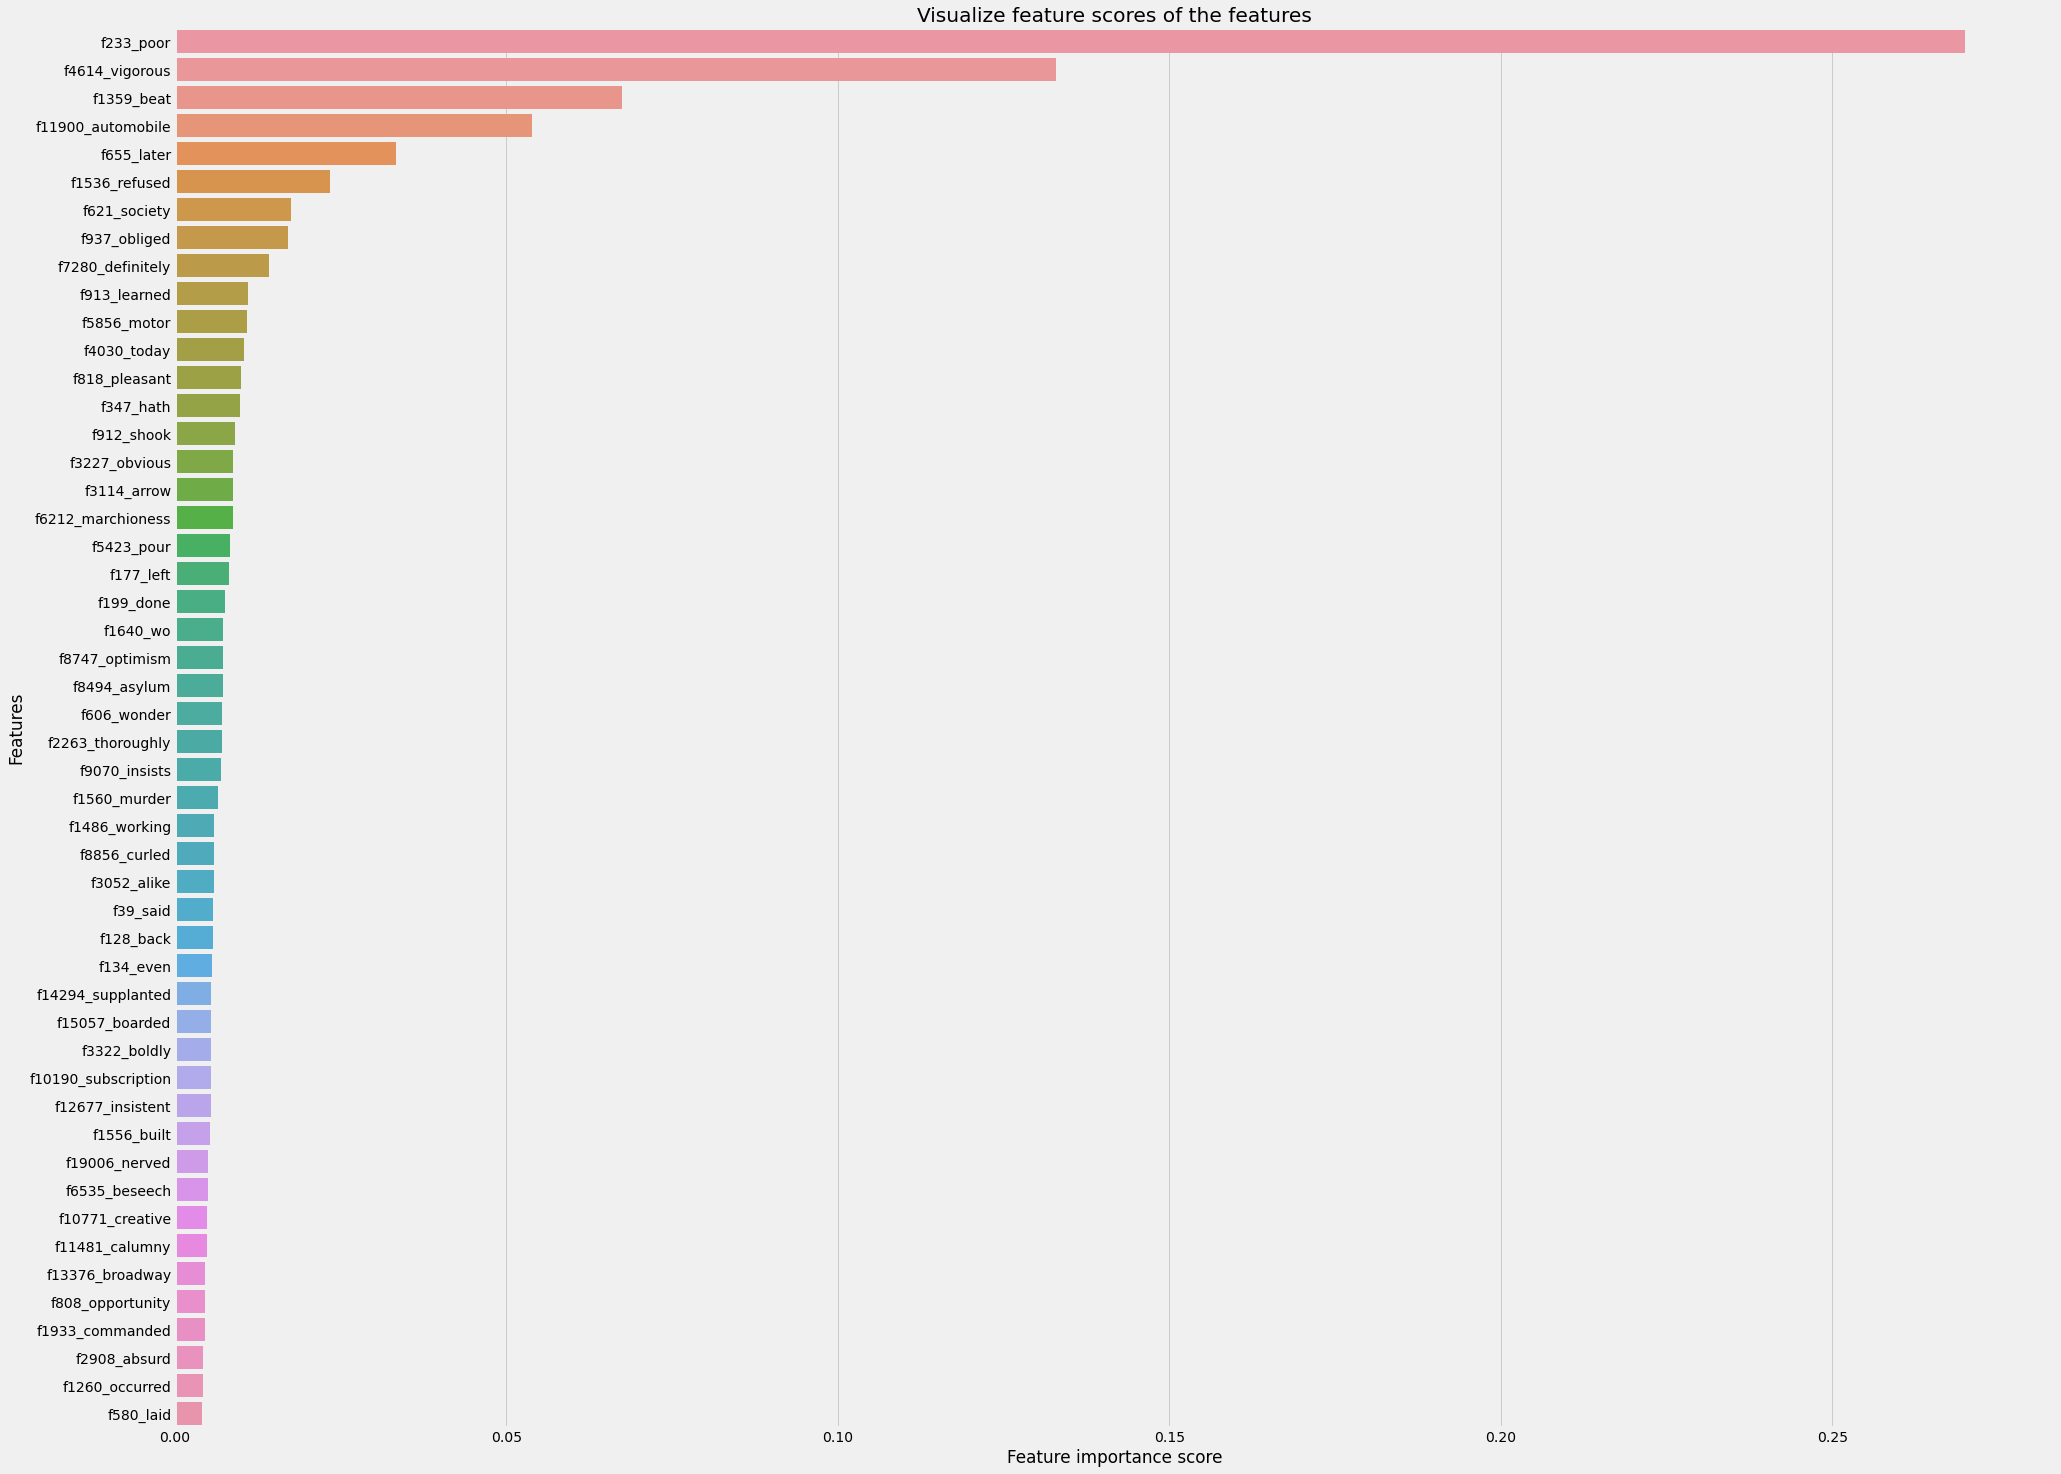 Visualize feature scores of the features
f233_poor
f4614_vigorous
f1359_beat
f11900_automobile
f655_later
f1536_refused
f621_society
f937_obliged
f7280_definitely
f913_learned
f5856_motor
f4030_today
f818_pleasant
f347_hath
f912_shook
f3227_obvious
f3114_arrow
f6212_marchioness
f5423_pour
f177_left
f199_done
f1640_wo
f8747_optimism
f8494_asylum
f606_wonder
f2263_thoroughly
f9070_insists
f1560_murder
f1486_working
f8856_curled
f3052_alike
f39_said
f128_back
f134_even
f14294_supplanted
f15057_boarded
f3322_boldly
f10190_subscription
f12677_insistent
f1556_built
f19006_nerved
f6535_beseech
f10771_creative
f11481_calumny
f13376_broadway
f808_opportunity
f1933_commanded
f2908_absurd
f1260_occurred
f580_laid
Features
0.00 0.05 0.10 0.15 0.20 0.25
Feature importance score